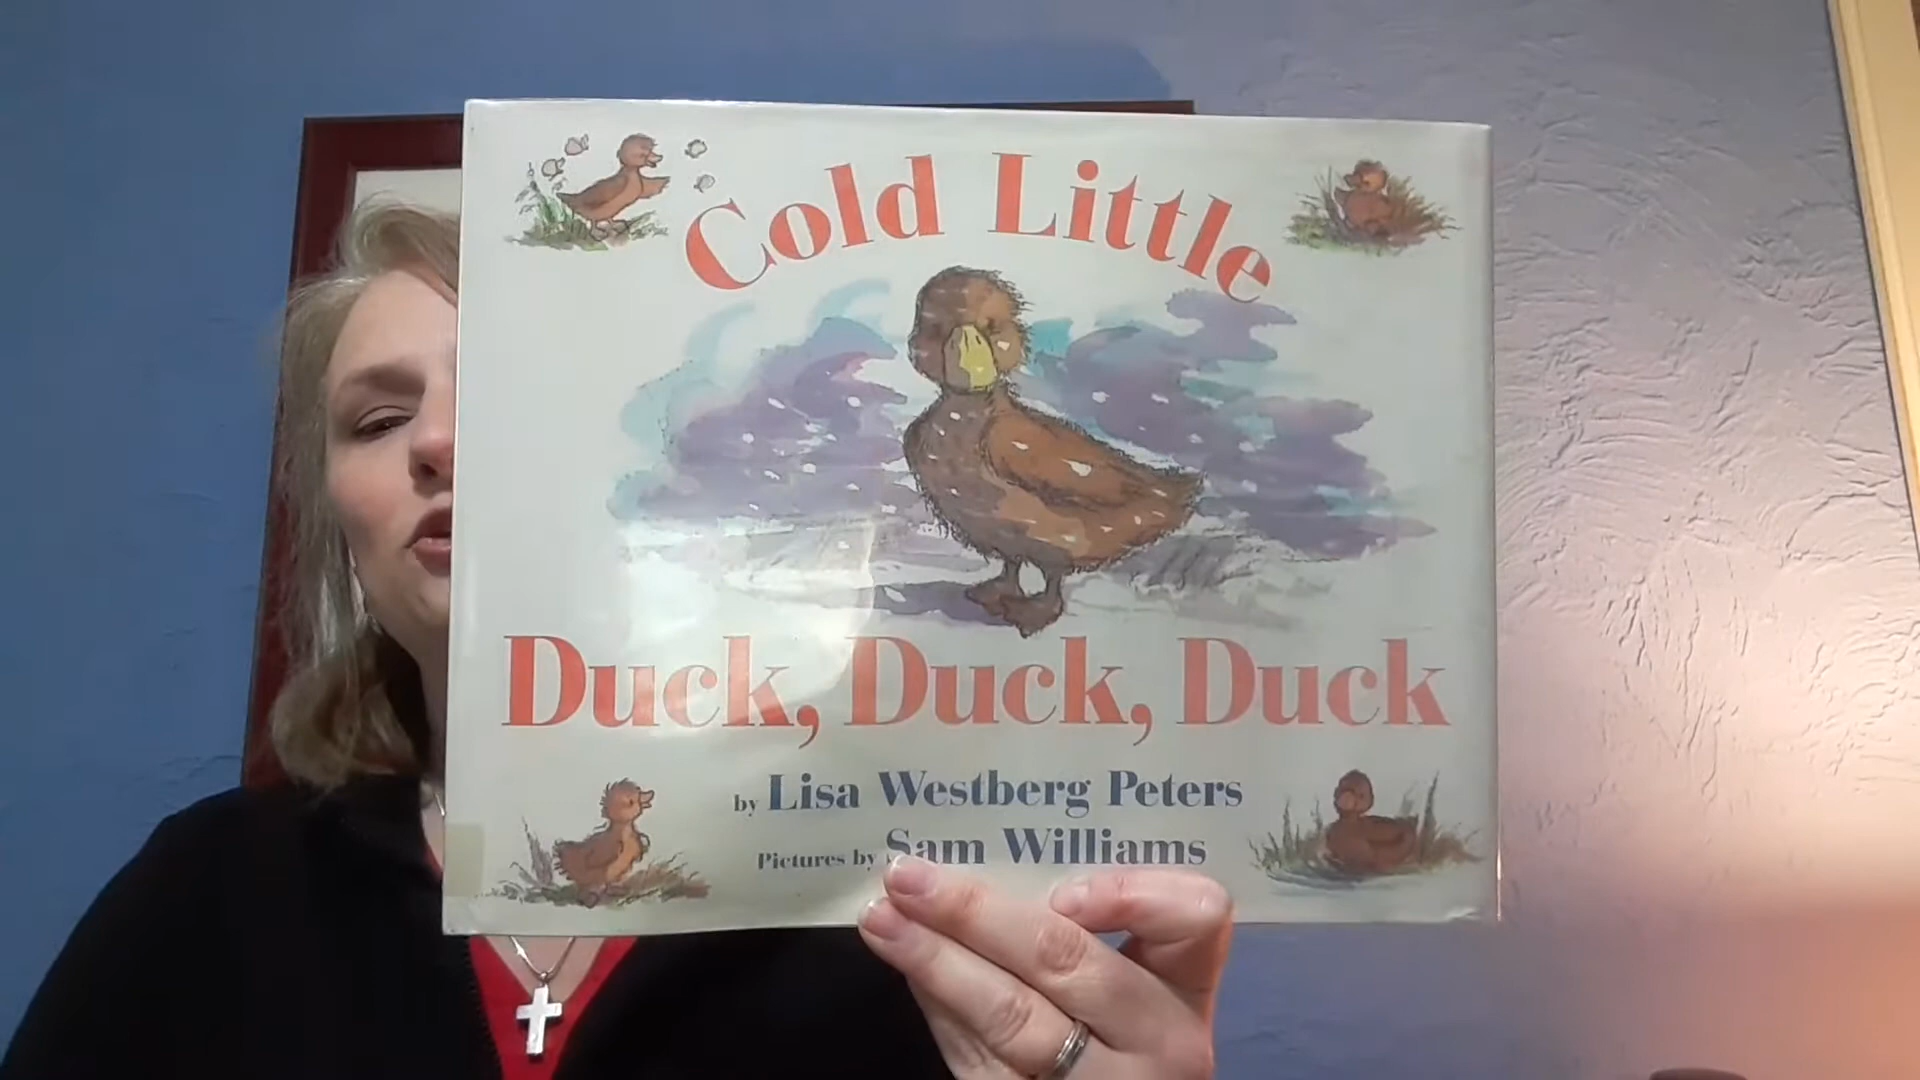 Cold Little
Duck, Duck, Duck
by Lisa Westberg Peters
Pictures by Sam Williams